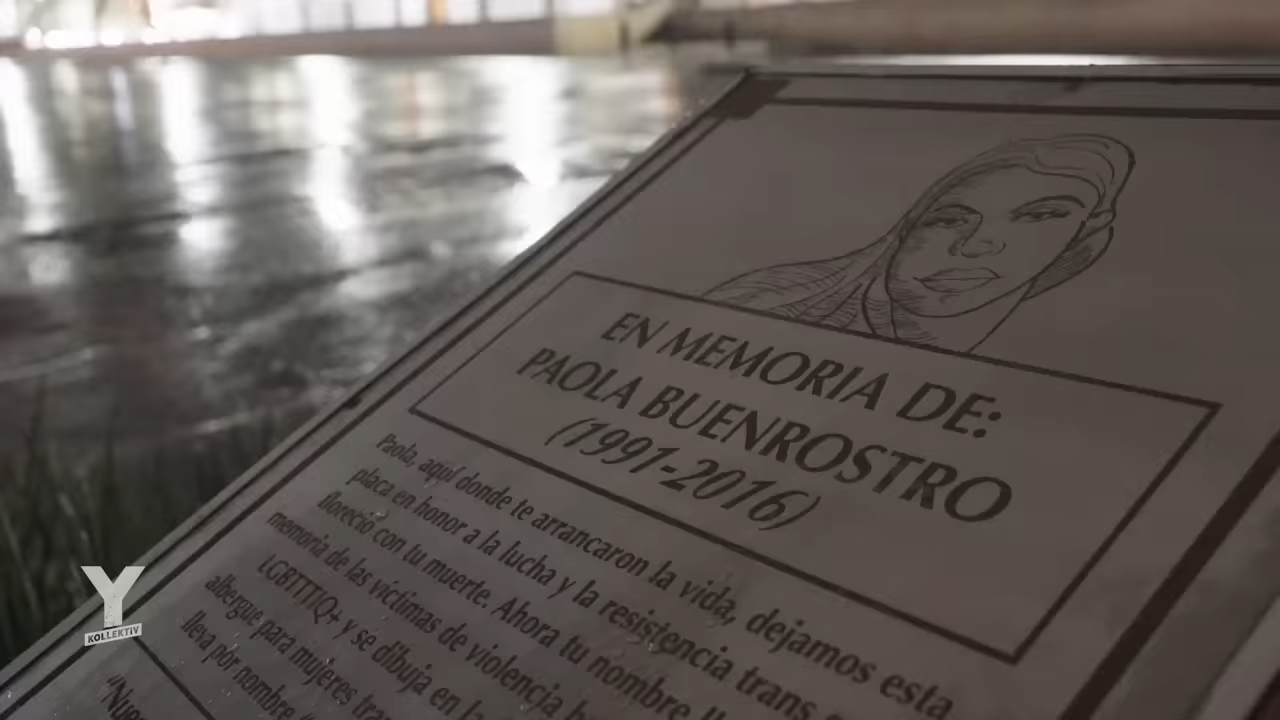 EN MEMORIA DE:
PAOLA BUENROSTRO
(1991-2016)
Paola, aquí donde te arrancaron la vida, dejamos esta
placa en honor a la lucha y la resistencia trans
floreció con tu muerte. Ahora tu nombre
memoria de las víctimas de violencia
LGBTTTIQ+ y se dibuja en
albergue para mujeres
lleva por nombre
Y
KOLLEKTIV